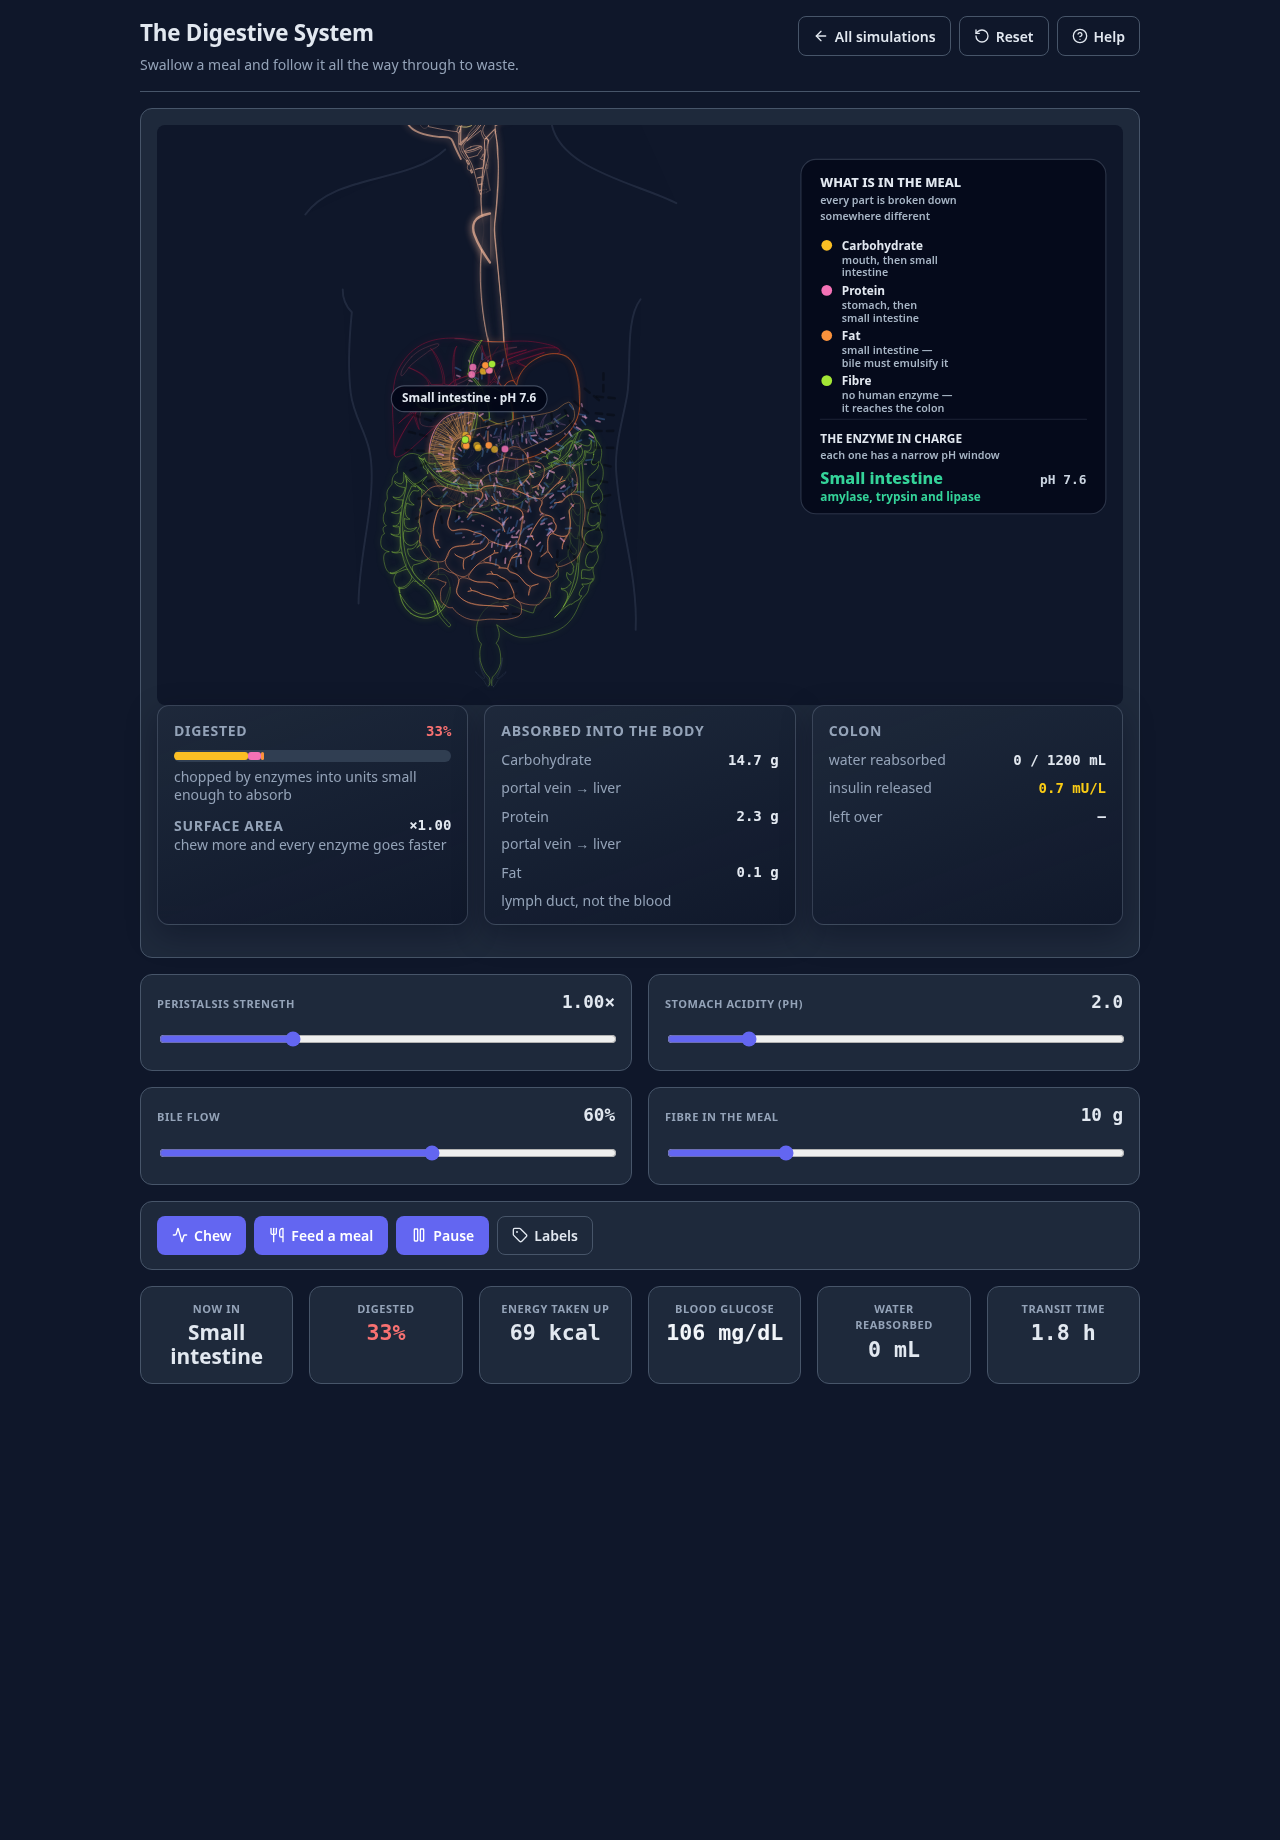 The Digestive System
Swallow a meal and follow it all the way through to waste.
All simulations
Reset
Help
WHAT IS IN THE MEAL
every part is broken down
somewhere different
Carbohydrate
mouth, then small
intestine
Protein
stomach, then
small intestine
Fat
small intestine —
bile must emulsify it
Fibre
no human enzyme —
it reaches the colon
THE ENZYME IN CHARGE
each one has a narrow pH window
Small intestine pH 7.6
amylase, trypsin and lipase
Small intestine · pH 7.6
DIGESTED 33%
chopped by enzymes into units small
enough to absorb
SURFACE AREA ×1.00
chew more and every enzyme goes faster
ABSORBED INTO THE BODY
Carbohydrate 14.7 g
portal vein → liver
Protein 2.3 g
portal vein → liver
Fat 0.1 g
lymph duct, not the blood
COLON
water reabsorbed 0 / 1200 mL
insulin released 0.7 mU/L
left over —
PERISTALSIS STRENGTH 1.00×
STOMACH ACIDITY (PH) 2.0
BILE FLOW 60%
FIBRE IN THE MEAL 10 g
Chew
Feed a meal
Pause
Labels
NOW IN
Small
intestine
DIGESTED
33%
ENERGY TAKEN UP
69 kcal
BLOOD GLUCOSE
106 mg/dL
WATER
REABSORBED
0 mL
TRANSIT TIME
1.8 h